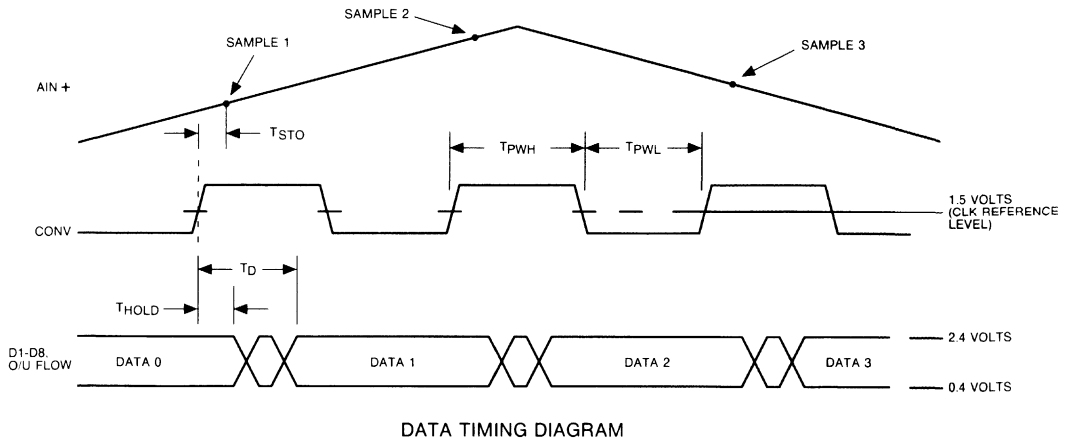 SAMPLE 2
SAMPLE 1
SAMPLE 3
AIN +
TSTO
TPWH
TPWL
1.5 VOLTS
(CLK REFERENCE
LEVEL)
CONV
TD
THOLD
2.4 VOLTS
D1-D8,
O/U FLOW
DATA 0
DATA 1
DATA 2
DATA 3
0.4 VOLTS
DATA TIMING DIAGRAM